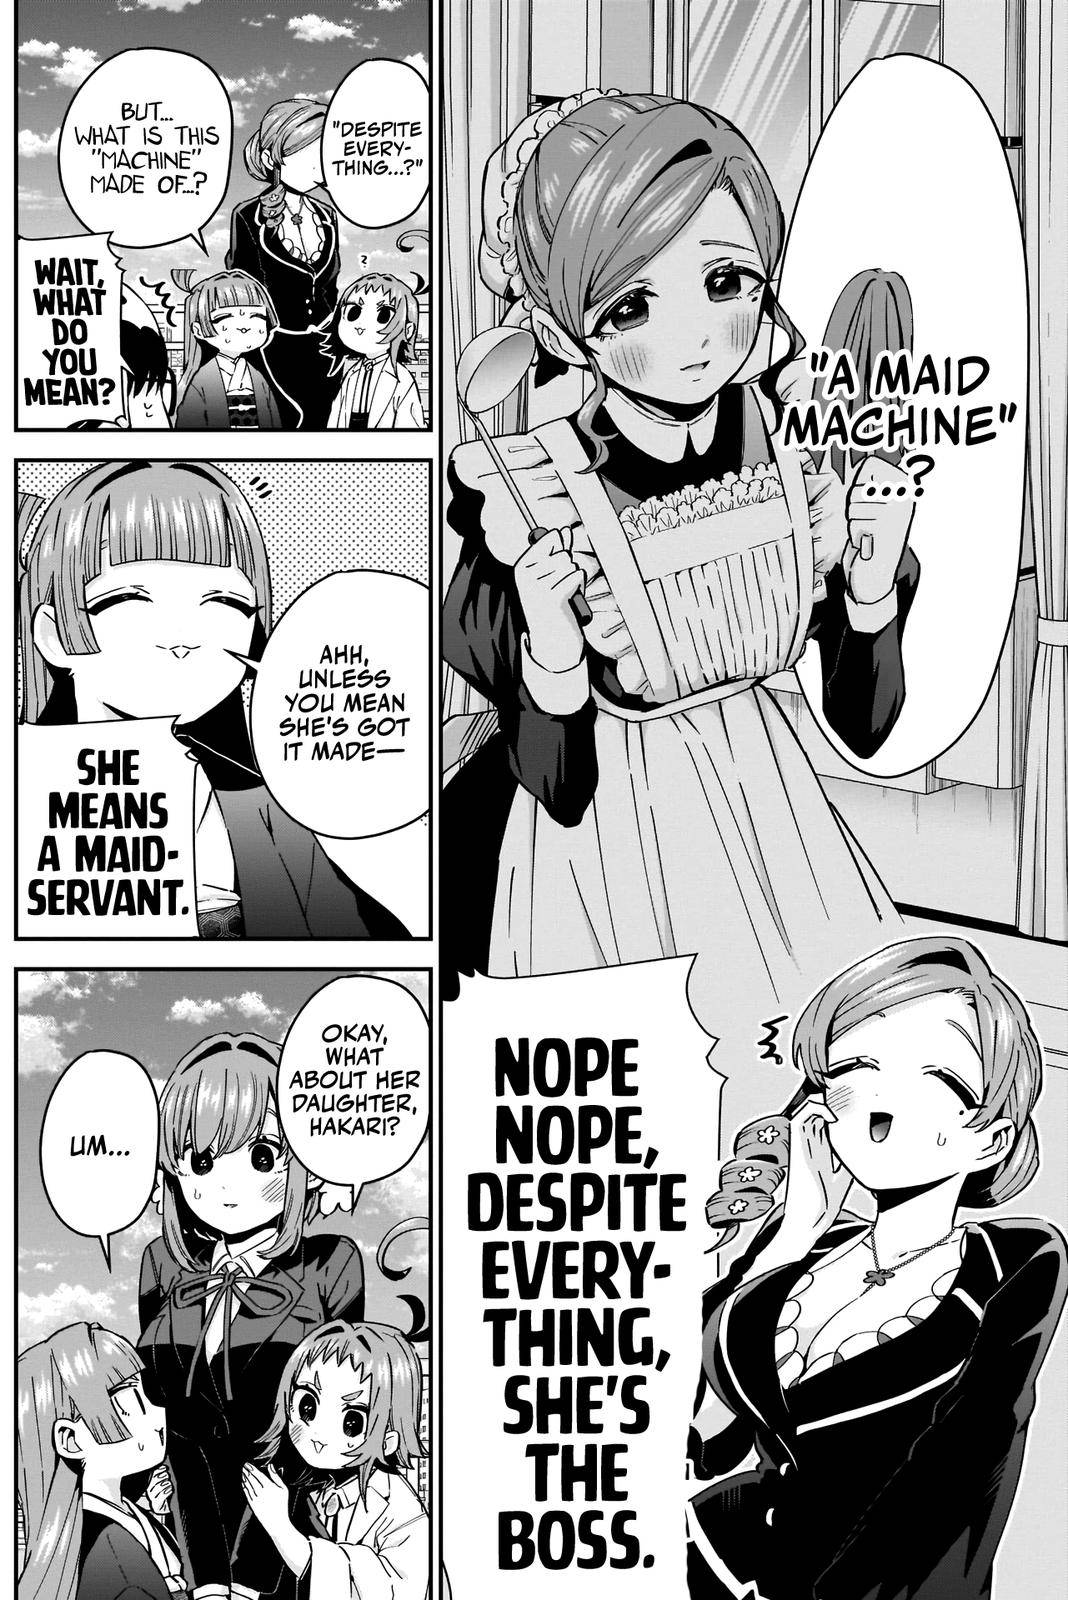 "A MAID
MACHINE"
...?
NOPE
NOPE,
DESPITE
EVERY-
THING,
SHE'S
THE
BOSS.
"DESPITE
EVERY-
THING...?"
BUT...
WHAT IS THIS
"MACHINE"
MADE OF...?
?
WAIT,
WHAT
DO
YOU
MEAN?
AHH,
UNLESS
YOU MEAN
SHE'S GOT
IT MADE—
SHE
MEANS
A MAID-
SERVANT.
OKAY,
WHAT
ABOUT HER
DAUGHTER,
HAKARI?
UM...